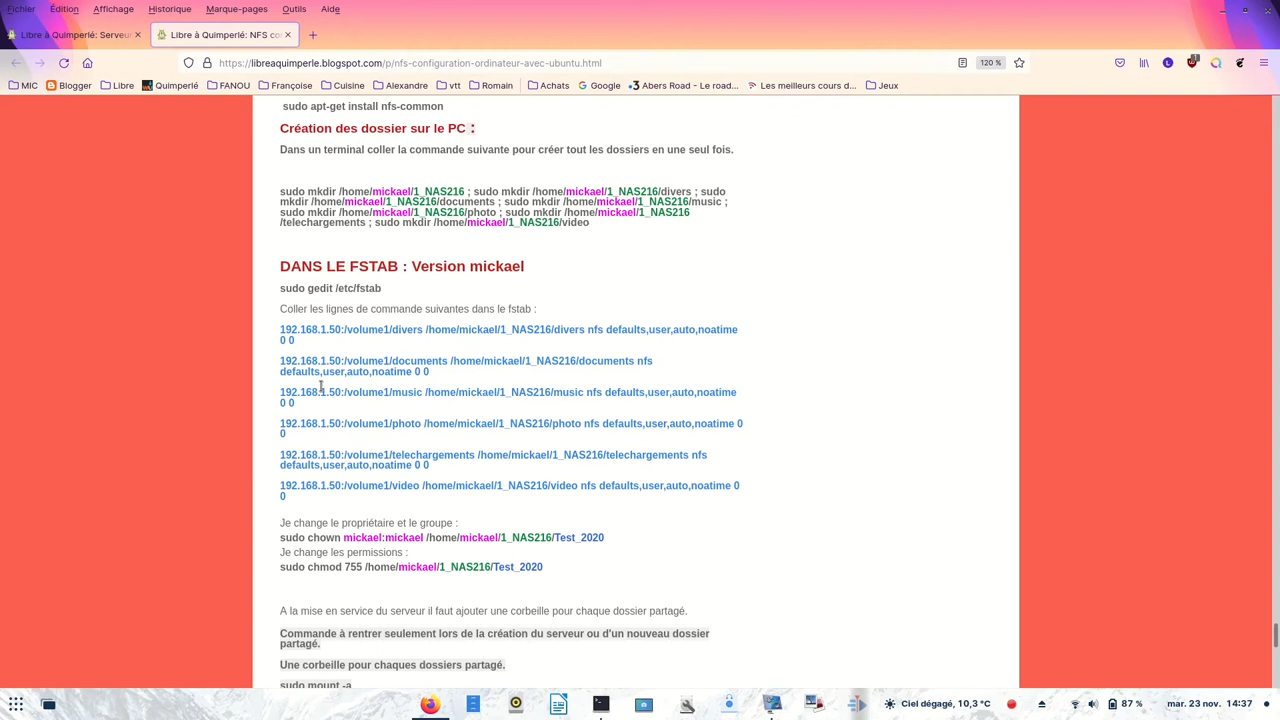 Fichier Édition Affichage Historique Marque-pages Outils Aide
Libre à Quimperlé: Serveur × Libre à Quimperlé: NFS co × +
https://libreaquimperle.blogspot.com/p/nfs-configuration-ordinateur-avec-ubuntu.html 120 %
MIC Blogger Libre Quimperlé FANOU Françoise Cuisine Alexandre vtt Romain Achats Google Abers Road - Le road... Les meilleurs cours d... Jeux
sudo apt-get install nfs-common
Création des dossier sur le PC :
Dans un terminal coller la commande suivante pour créer tout les dossiers en une seul fois.
sudo mkdir /home/mickael/1_NAS216 ; sudo mkdir /home/mickael/1_NAS216/divers ; sudo
mkdir /home/mickael/1_NAS216/documents ; sudo mkdir /home/mickael/1_NAS216/music ;
sudo mkdir /home/mickael/1_NAS216/photo ; sudo mkdir /home/mickael/1_NAS216
/telechargements ; sudo mkdir /home/mickael/1_NAS216/video
DANS LE FSTAB : Version mickael
sudo gedit /etc/fstab
Coller les lignes de commande suivantes dans le fstab :
192.168.1.50:/volume1/divers /home/mickael/1_NAS216/divers nfs defaults,user,auto,noatime
0 0
192.168.1.50:/volume1/documents /home/mickael/1_NAS216/documents nfs
defaults,user,auto,noatime 0 0
192.168.1.50:/volume1/music /home/mickael/1_NAS216/music nfs defaults,user,auto,noatime
0 0
192.168.1.50:/volume1/photo /home/mickael/1_NAS216/photo nfs defaults,user,auto,noatime 0
0
192.168.1.50:/volume1/telechargements /home/mickael/1_NAS216/telechargements nfs
defaults,user,auto,noatime 0 0
192.168.1.50:/volume1/video /home/mickael/1_NAS216/video nfs defaults,user,auto,noatime 0
0
Je change le propriétaire et le groupe :
sudo chown mickael:mickael /home/mickael/1_NAS216/Test_2020
Je change les permissions :
sudo chmod 755 /home/mickael/1_NAS216/Test_2020
A la mise en service du serveur il faut ajouter une corbeille pour chaque dossier partagé.
Commande à rentrer seulement lors de la création du serveur ou d'un nouveau dossier
partagé.
Une corbeille pour chaques dossiers partagé.
sudo mount -a
Ciel dégagé, 10,3 °C 87 % mar. 23 nov. 14:37